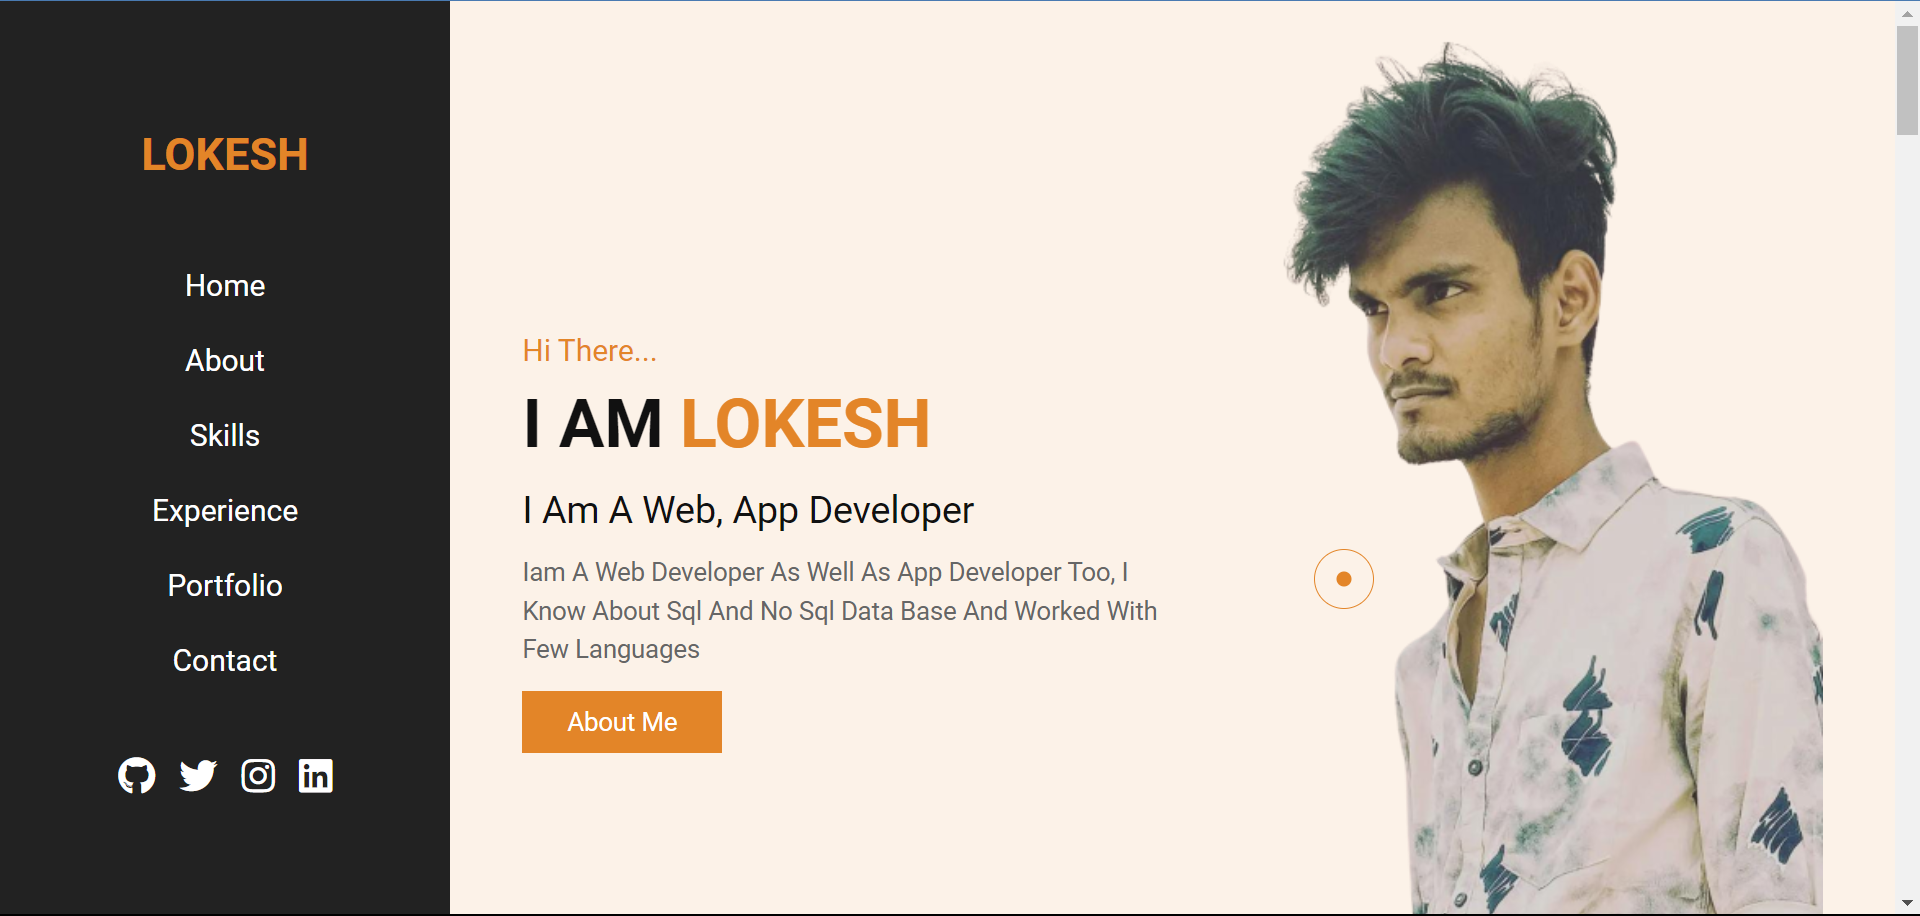 LOKESH
Home
About
Skills
Experience
Portfolio
Contact
Hi There...
I AM LOKESH
I Am A Web, App Developer
Iam A Web Developer As Well As App Developer Too, I
Know About Sql And No Sql Data Base And Worked With
Few Languages
About Me